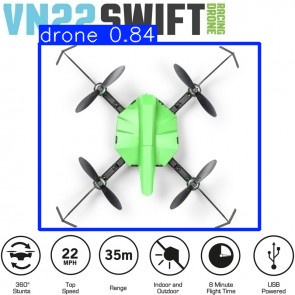 VN22 SWIFT RACING DRONE
drone 0.84
22 MPH
35m
360° Stunts
Top Speed
Range
Indoor and Outdoor
8 Minute Flight Time
USB Powered